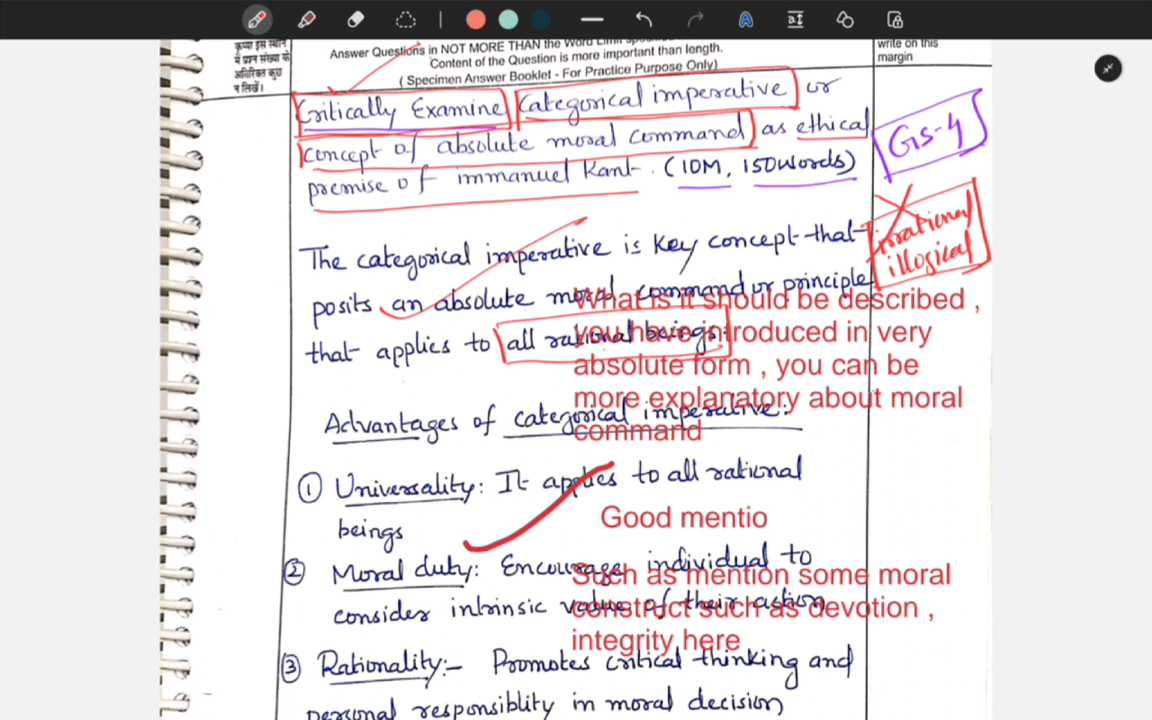 कृपया इस स्थान
में प्रश्न संख्या के
अतिरिक्त कुछ
न लिखें।
Answer Questions in NOT MORE THAN the Word Limit
Content of the Question is more important than length.
( Specimen Answer Booklet - For Practice Purpose Only)
write on this
margin
Critically Examine Categorical imperative or
concept of absolute moral command as ethical
premise of immanuel Kant. (10M, 150words)
GS-4
irrational
illogical
The categorical imperative is key concept that
posits an absolute moral command or principle
that applies to all rational beings.
What is it should be described ,
you have introduced in very
absolute form , you can be
more explanatory about moral
command
Advantages of categorical imperative:
① Universality: It applies to all rational
beings
Good mentio
② Moral duty: Encourage individual to
consider intrinsic value of their action
Such as mention some moral
construct such as devotion ,
integrity here
③ Rationality:- Promotes critical thinking and
personal responsiblity in moral decision